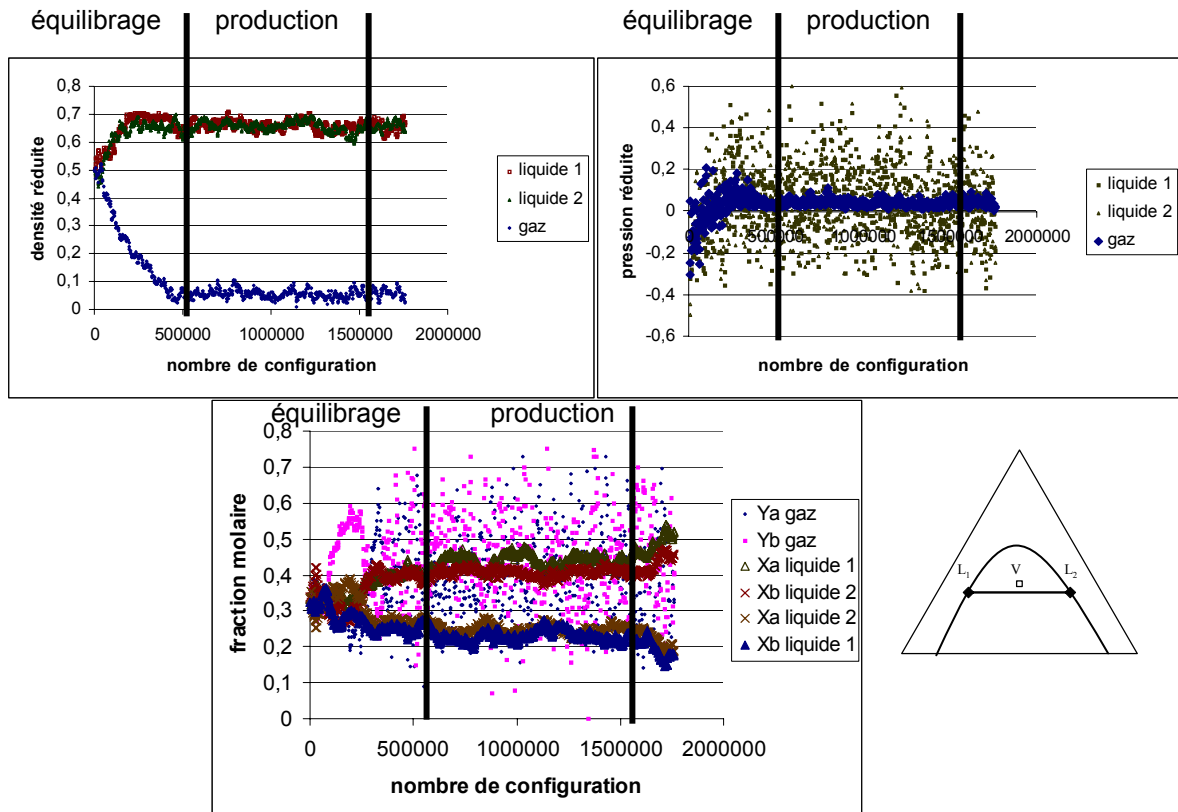 équilibrage production
0,8
0,7
0,6
0,5
0,4
0,3
0,2
0,1
0
densité réduite
0 500000 1000000 1500000 2000000
nombre de configuration
liquide 1
liquide 2
gaz
équilibrage production
0,6
0,4
0,2
0
-0,2
-0,4
-0,6
pression réduite
0 500000 1000000 1500000 2000000
nombre de configuration
liquide 1
liquide 2
gaz
équilibrage production
0,8
0,7
0,6
0,5
0,4
0,3
0,2
0,1
0
fraction molaire
0 500000 1000000 1500000 2000000
nombre de configuration
Ya gaz
Yb gaz
Xa liquide 1
Xb liquide 2
Xa liquide 2
Xb liquide 1
L₁ V L₂